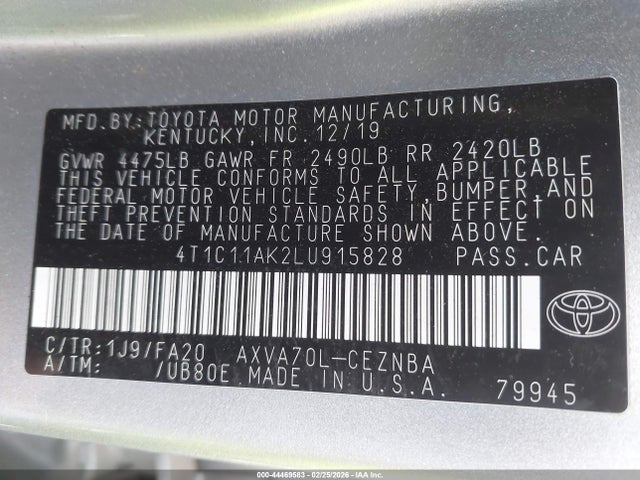 MFD.BY:TOYOTA MOTOR MANUFACTURING,
KENTUCKY,INC.12/19
GVWR 4475LB GAWR FR 2490LB RR 2420LB
THIS VEHICLE CONFORMS TO ALL APPLICABLE
FEDERAL MOTOR VEHICLE SAFETY,BUMPER,AND
THEFT PREVENTION STANDARDS IN EFFECT ON
THE DATE OF MANUFACTURE SHOWN ABOVE.
4T1C11AK2LU915828 PASS.CAR
C/TR:1J9/FA20 AXVA70L-CEZNBA
A/TM: /UB80E MADE IN U.S.A. 79945
000-44469583 - 02/25/2026 - IAA Inc.